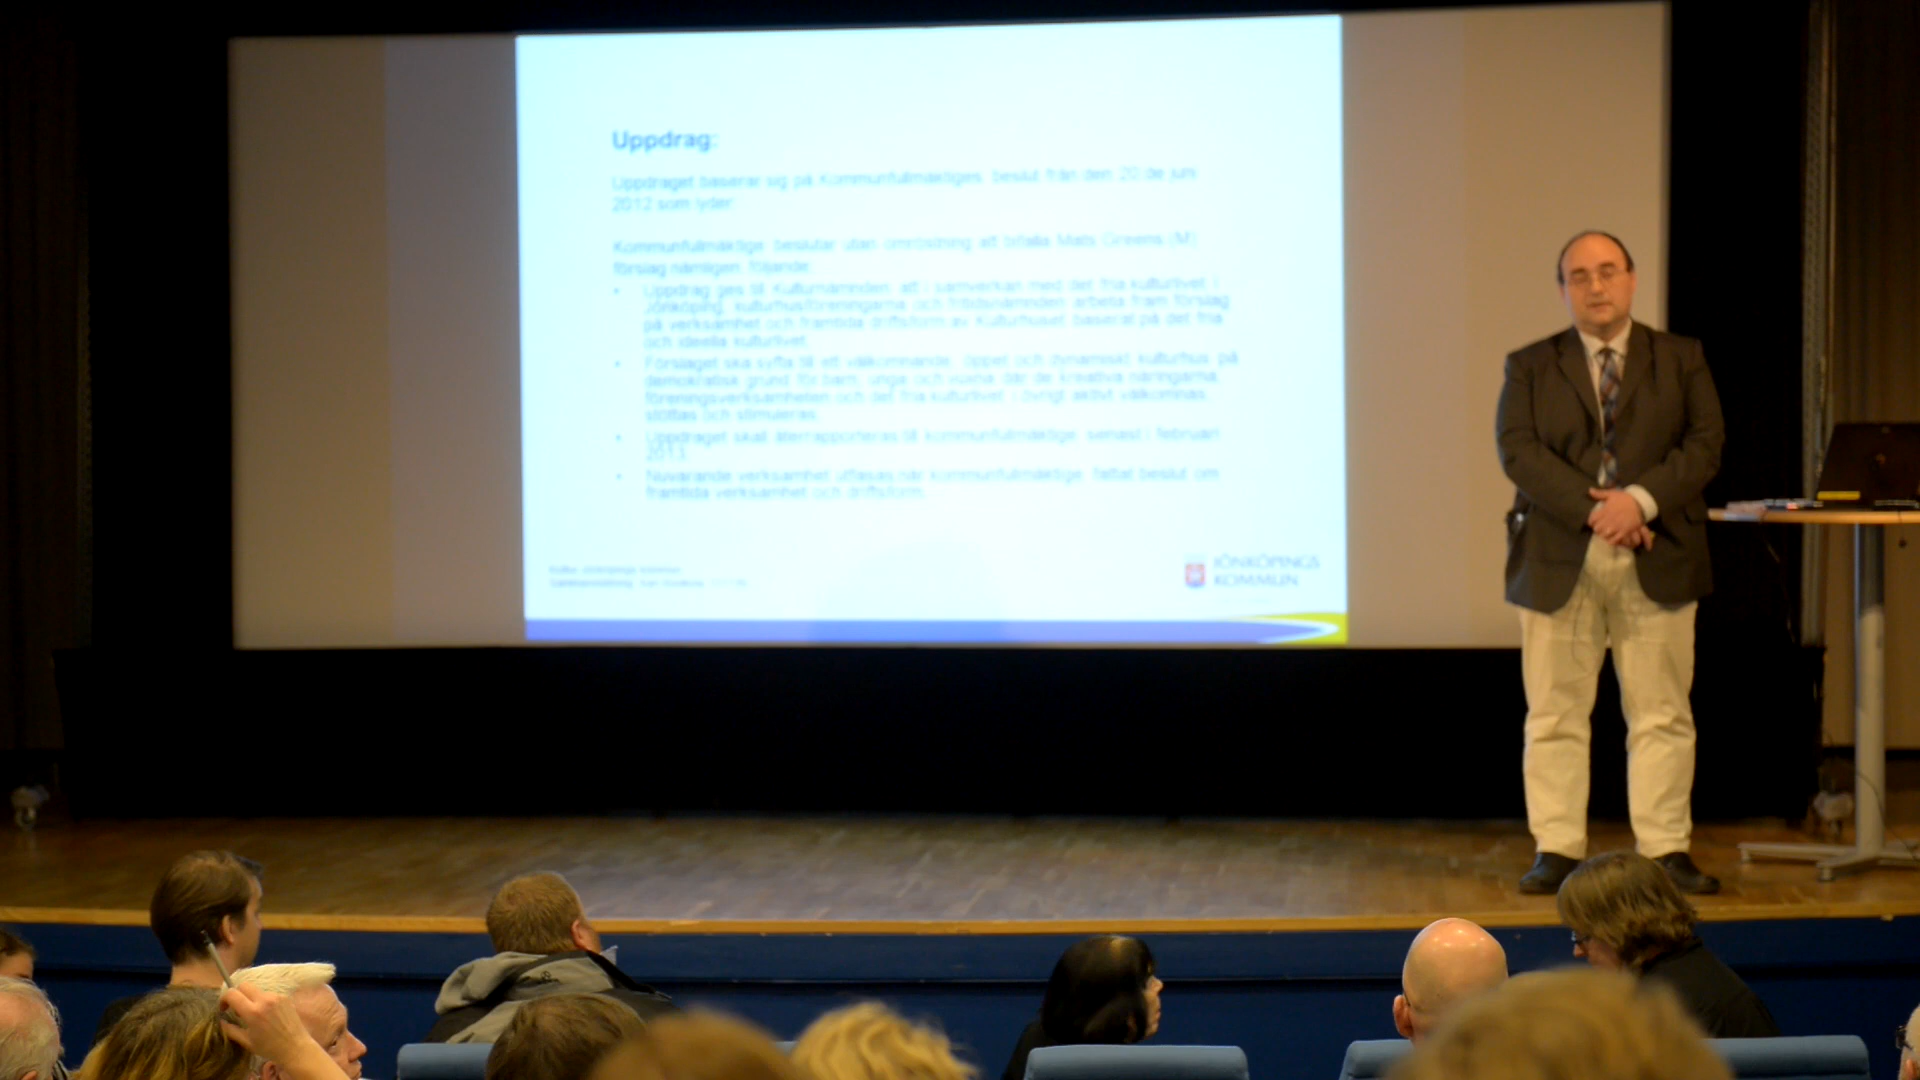 Uppdrag:
Uppdraget baserar sig på Kommunfullmäktiges beslut från den 20:de juni
2012 som lyder:
Kommunfullmäktige beslutar utan omröstning att bifalla Mats Greens (M)
förslag nämligen följande:
• Uppdrag ges till Kulturnämnden att i samverkan med det fria kulturlivet i
Jönköping, kulturhusföreningarna och fritidsnämnden arbeta fram förslag
på verksamhet och framtida driftsform av Kulturhuset baserat på det fria
och ideella kulturlivet.
• Förslaget ska syfta till ett välkomnande, öppet och dynamiskt kulturhus på
demokratisk grund för barn, unga och vuxna där de kreativa näringarna,
föreningsverksamheten och det fria kulturlivet i övrigt aktivt välkomnas,
stöttas och stimuleras.
• Uppdraget skall återrapporteras till kommunfullmäktige senast i februari
2013.
• Nuvarande verksamhet utfasas när kommunfullmäktige fattat beslut om
framtida verksamhet och driftsform.
JÖNKÖPINGS
KOMMUN